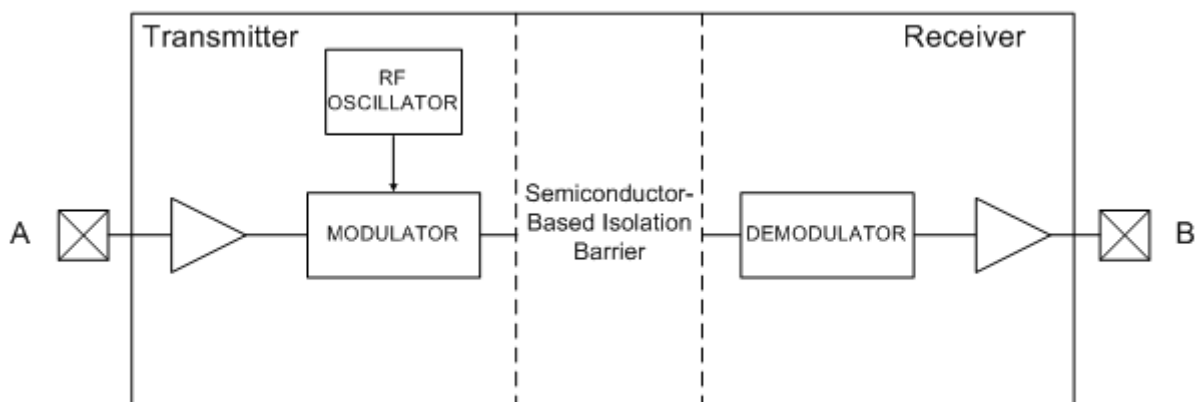 Transmitter
Receiver
RF
OSCILLATOR
A
MODULATOR
Semiconductor-
Based Isolation
Barrier
DEMODULATOR
B